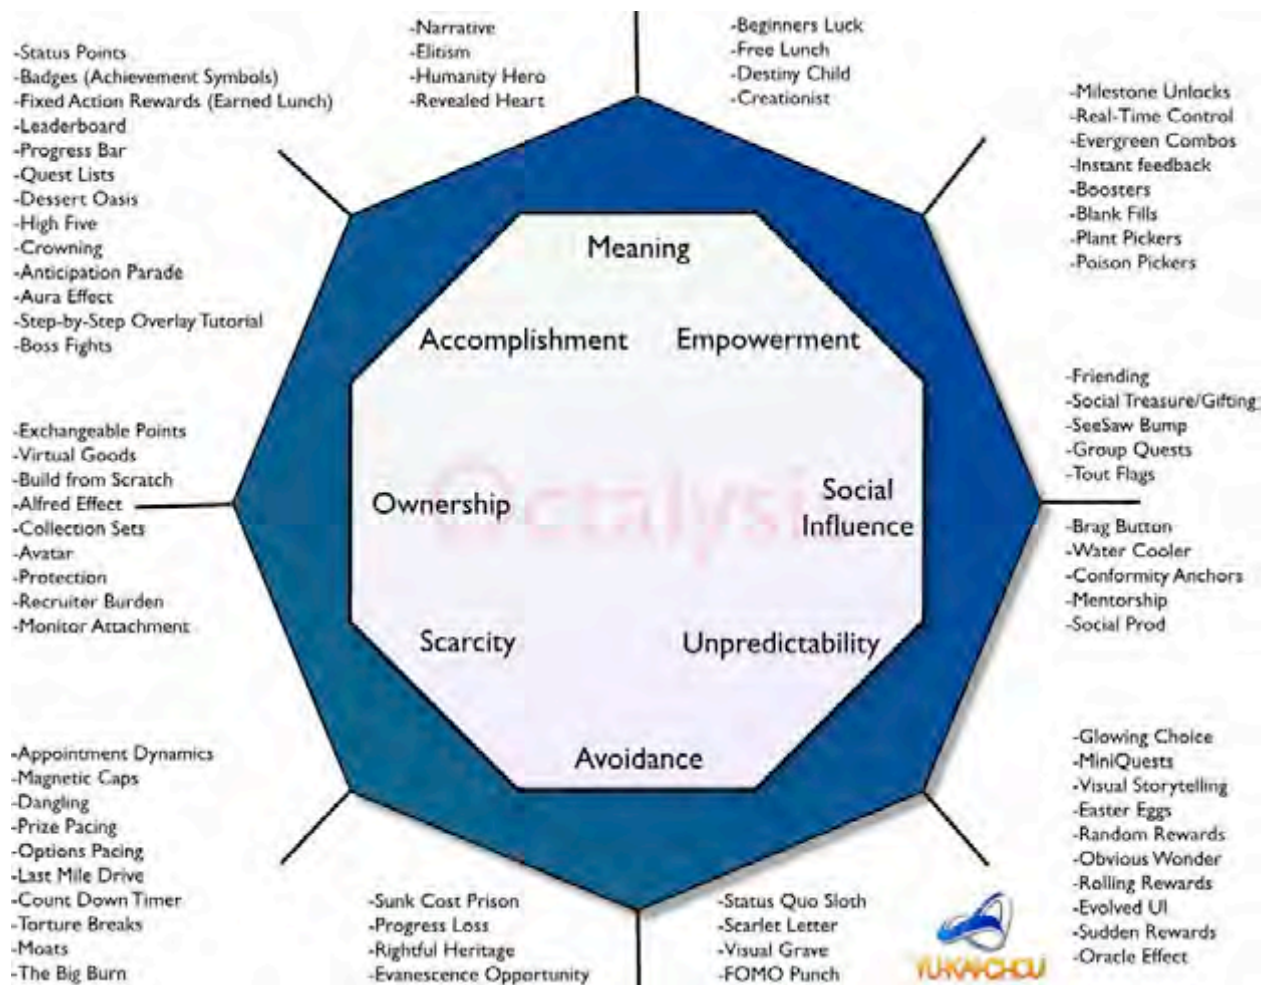 -Narrative
-Elitism
-Humanity Hero
-Revealed Heart
-Beginners Luck
-Free Lunch
-Destiny Child
-Creationist
-Status Points
-Badges (Achievement Symbols)
-Fixed Action Rewards (Earned Lunch)
-Leaderboard
-Progress Bar
-Quest Lists
-Dessert Oasis
-High Five
-Crowning
-Anticipation Parade
-Aura Effect
-Step-by-Step Overlay Tutorial
-Boss Fights
-Milestone Unlocks
-Real-Time Control
-Evergreen Combos
-Instant feedback
-Boosters
-Blank Fills
-Plant Pickers
-Poison Pickers
Meaning
Accomplishment
Empowerment
Ownership
Octalysis
Social
Influence
Scarcity
Unpredictability
Avoidance
-Exchangeable Points
-Virtual Goods
-Build from Scratch
-Alfred Effect
-Collection Sets
-Avatar
-Protection
-Recruiter Burden
-Monitor Attachment
-Friending
-Social Treasure/Gifting
-SeeSaw Bump
-Group Quests
-Tout Flags
-Brag Button
-Water Cooler
-Conformity Anchors
-Mentorship
-Social Prod
-Appointment Dynamics
-Magnetic Caps
-Dangling
-Prize Pacing
-Options Pacing
-Last Mile Drive
-Count Down Timer
-Torture Breaks
-Moats
-The Big Burn
-Sunk Cost Prison
-Progress Loss
-Rightful Heritage
-Evanescence Opportunity
-Status Quo Sloth
-Scarlet Letter
-Visual Grave
-FOMO Punch
-Glowing Choice
-MiniQuests
-Visual Storytelling
-Easter Eggs
-Random Rewards
-Obvious Wonder
-Rolling Rewards
-Evolved UI
-Sudden Rewards
-Oracle Effect
YU-KAI CHOU